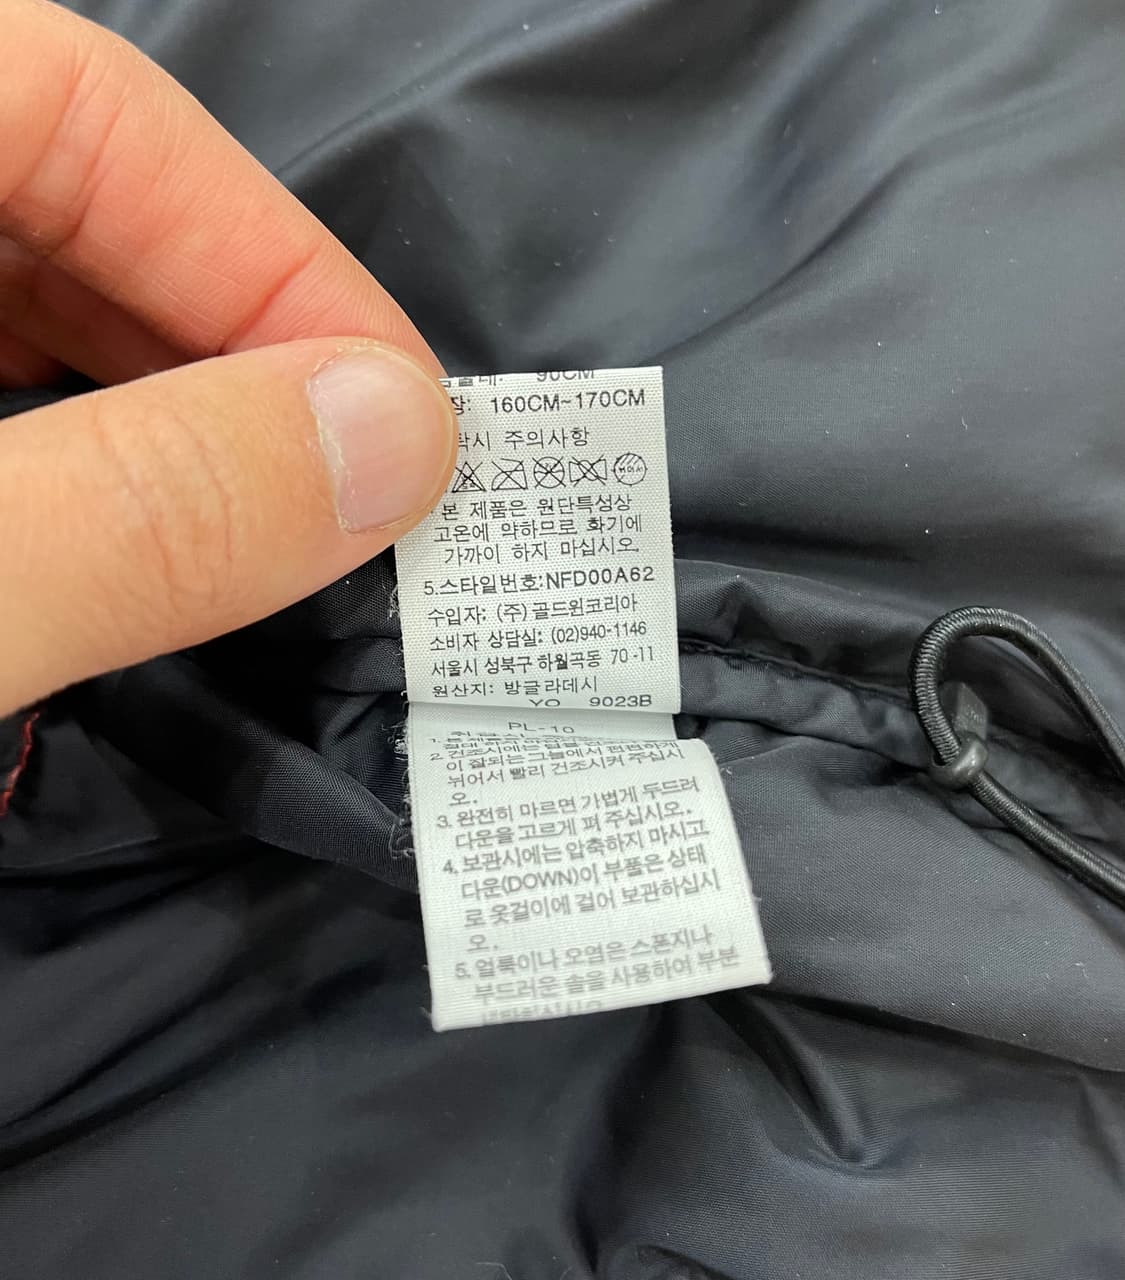 90CM
장: 160CM~170CM
탁시 주의사항
본 제품은 원단특성상
고온에 약하므로 화기에
가까이 하지 마십시오.
5.스타일번호:NFD00A62
수입자: (주)골드윈코리아
소비자 상담실: (02)940-1146
서울시 성북구 하월곡동 70-11
원산지: 방글라데시
YO 9023B
PL-10
2. 건조시에는
이 잘되는 그늘에서 편편하게
뉘어서 빨리 건조시켜 주십시
오.
3. 완전히 마르면 가볍게 두드려
다운을 고르게 펴 주십시오.
4. 보관시에는 압축하지 마시고
다운(DOWN)이 부풀은 상태
로 옷걸이에 걸어 보관하십시
오.
5. 얼룩이나 오염은 스폰지나
부드러운 솔을 사용하여 부분